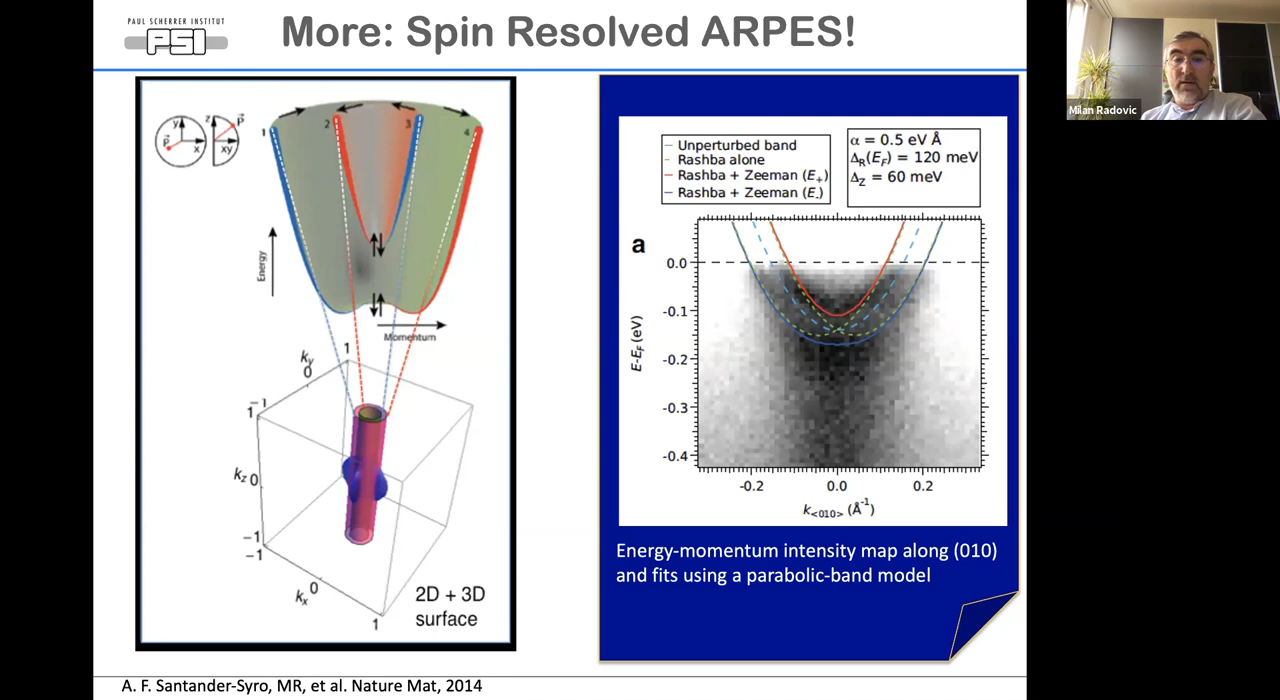 PAUL SCHERRER INSTITUT
PSI
More: Spin Resolved ARPES!
y
x
P
z
P
xy
1
2
3
4
Energy
Momentum
k_y
0
1
−1
1
k_z 0
−1
−1
k_x
0
1
2D + 3D
surface
Unperturbed band
Rashba alone
Rashba + Zeeman (E₊)
Rashba + Zeeman (E₋)
α = 0.5 eV Å
Δ_R(E_F) = 120 meV
Δ_Z = 60 meV
a
0.0
-0.1
-0.2
-0.3
-0.4
E-E_F (eV)
-0.2
0.0
0.2
k_<010> (Å⁻¹)
Energy-momentum intensity map along (010)
and fits using a parabolic-band model
A. F. Santander-Syro, MR, et al. Nature Mat, 2014
Milan Radovic